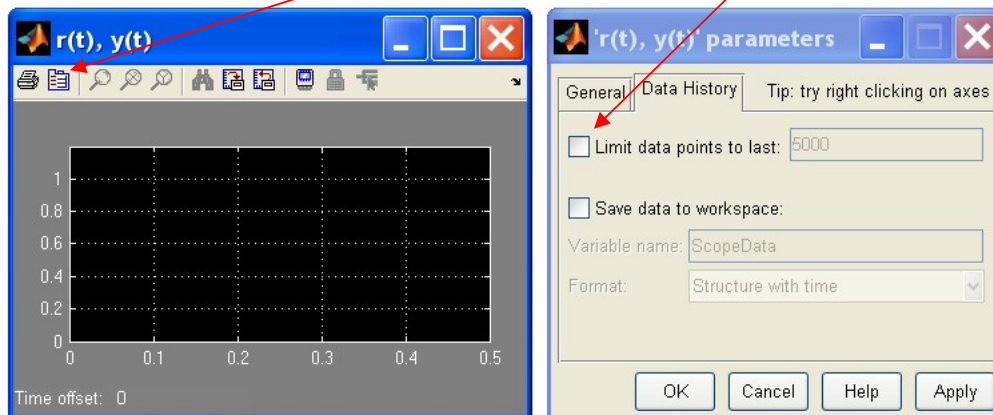 r(t), y(t)
1
0.8
0.6
0.4
0.2
0
0 0.1 0.2 0.3 0.4 0.5
Time offset: 0
'r(t), y(t)' parameters
General Data History Tip: try right clicking on axes
Limit data points to last: 5000
Save data to workspace:
Variable name: ScopeData
Format: Structure with time
OK Cancel Help Apply